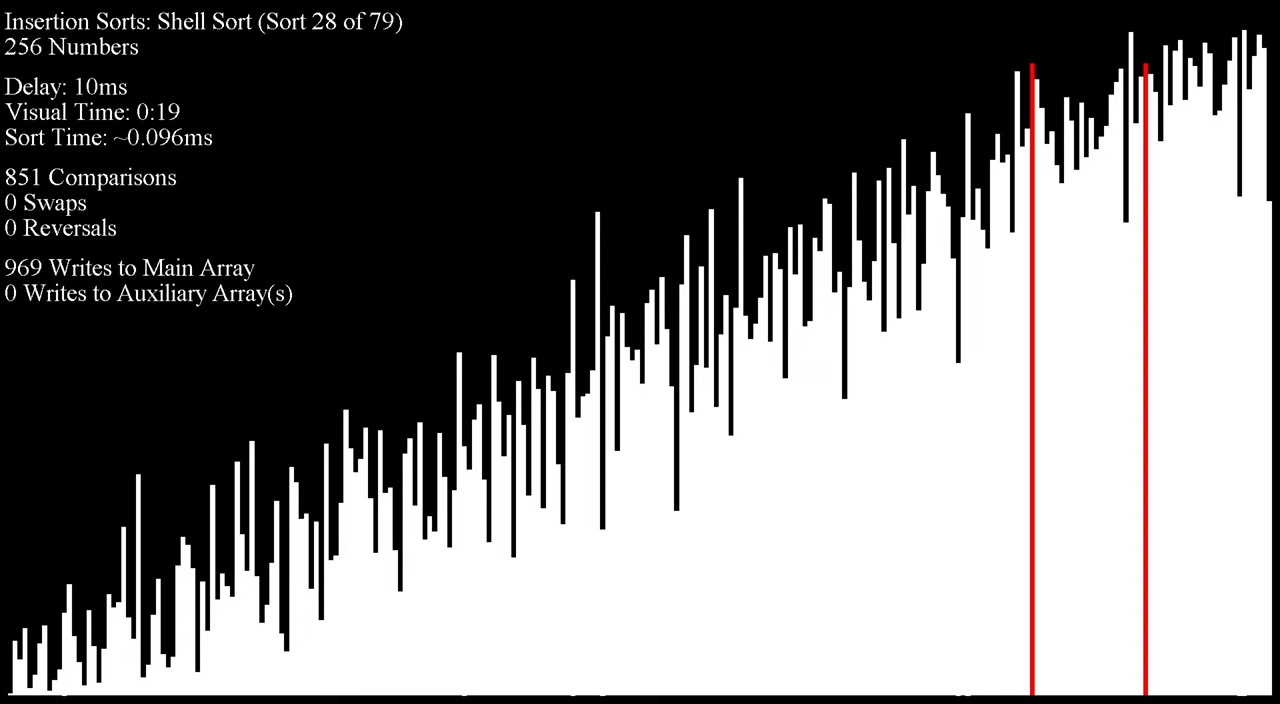 Insertion Sorts: Shell Sort (Sort 28 of 79)
256 Numbers
Delay: 10ms
Visual Time: 0:19
Sort Time: ~0.096ms
851 Comparisons
0 Swaps
0 Reversals
969 Writes to Main Array
0 Writes to Auxiliary Array(s)